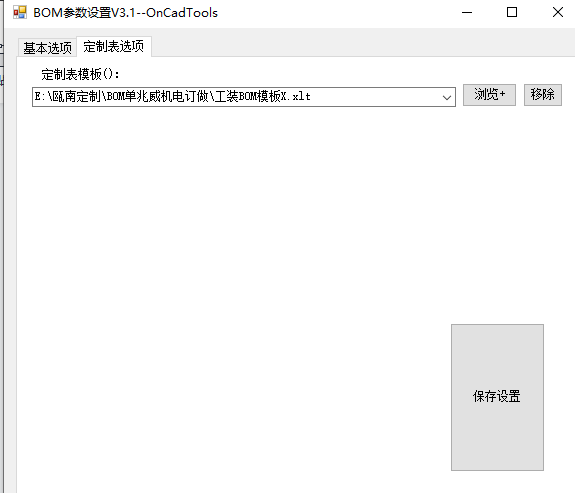 BOM参数设置V3.1--OnCadTools
基本选项 定制表选项
定制表模板():
E:\瓯南定制\BOM单兆威机电订做\工装BOM模板X.xlt 浏览+ 移除
保存设置